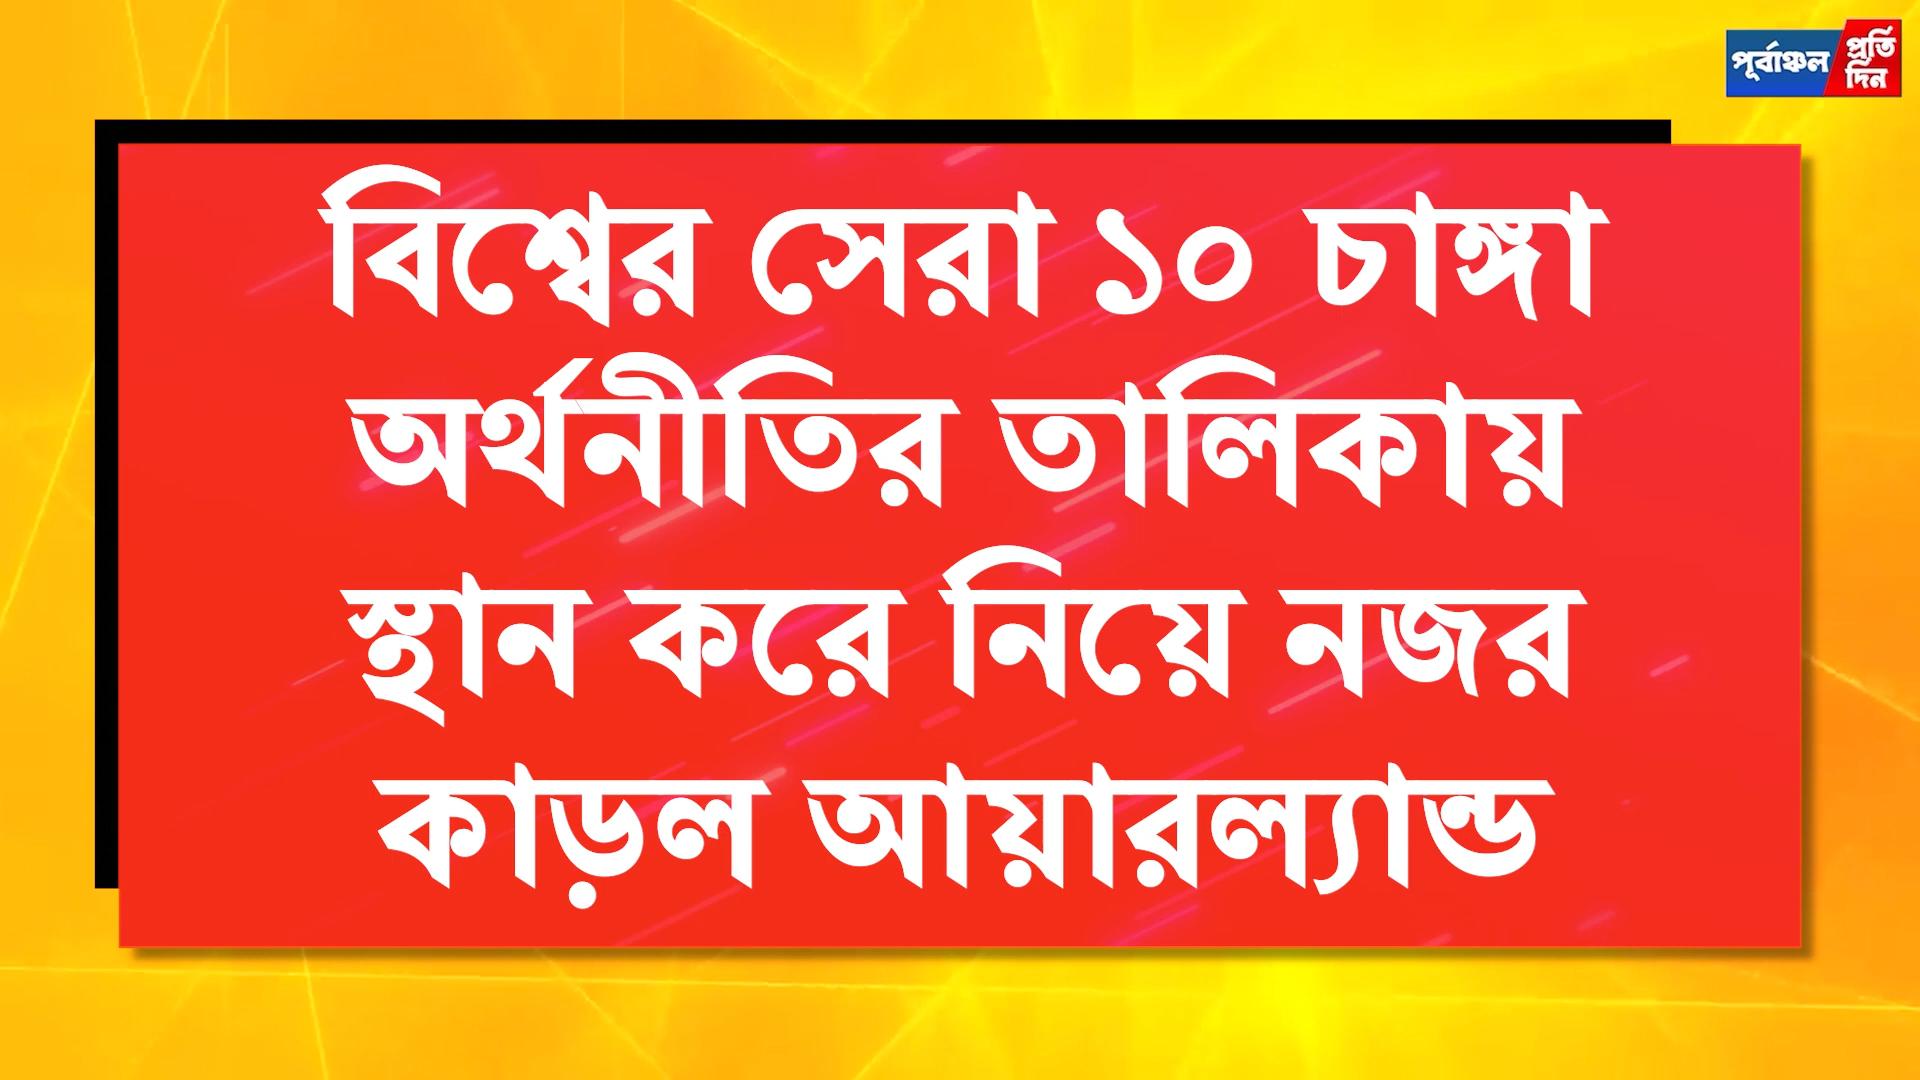 পূর্বাঞ্চল প্রতি দিন
বিশ্বের সেরা ১০ চাঙ্গা
অর্থনীতির তালিকায়
স্থান করে নিয়ে নজর
কাড়ল আয়ারল্যান্ড